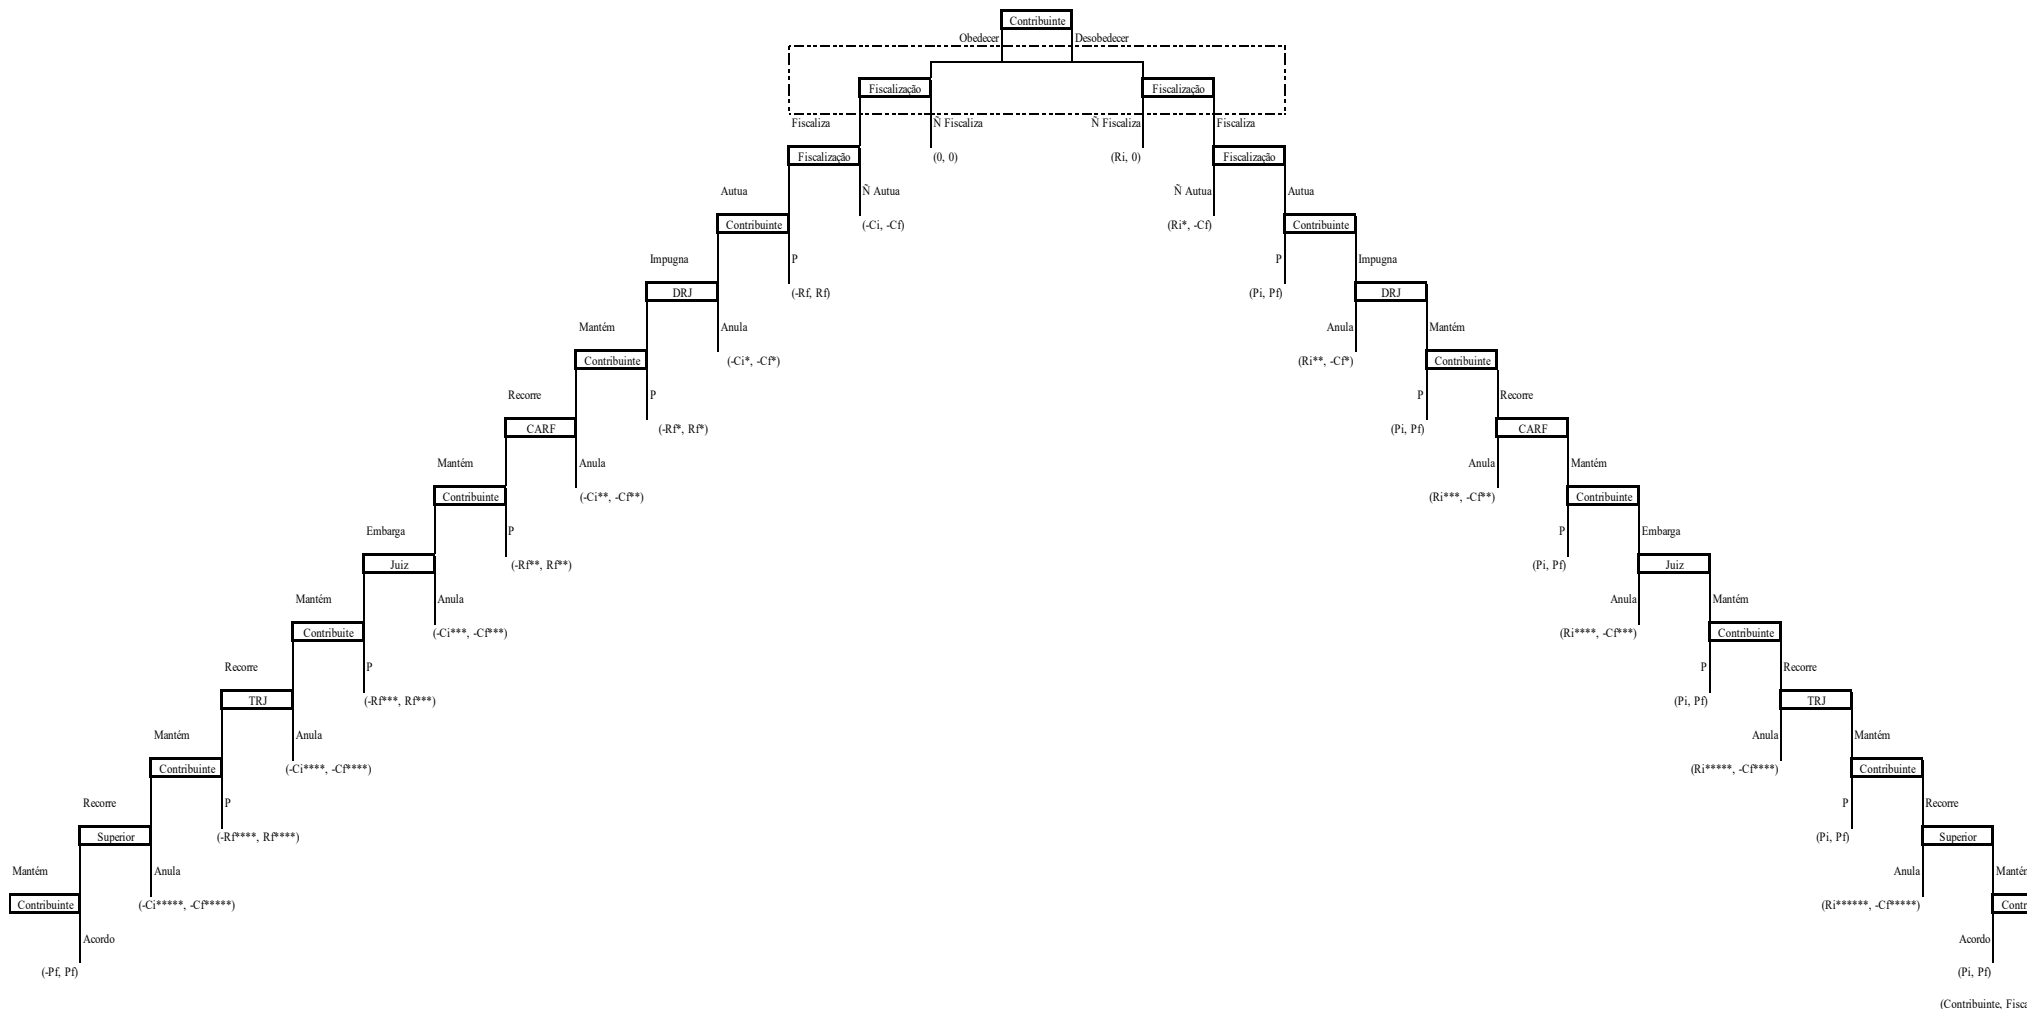 Contribuinte
Obedecer Desobedecer
Fiscalização Fiscalização
Fiscaliza Ñ Fiscaliza Ñ Fiscaliza Fiscaliza
Fiscalização (0, 0) (Ri, 0) Fiscalização
Autua Ñ Autua Ñ Autua Autua
Contribuinte (-Ci, -Cf) (Ri*, -Cf) Contribuinte
Impugna P P Impugna
DRJ (-Rf, Rf) (Pi, Pf) DRJ
Mantém Anula Anula Mantém
Contribuinte (-Ci*, -Cf*) (Ri**, -Cf*) Contribuinte
Recorre P P Recorre
CARF (-Rf*, Rf*) (Pi, Pf) CARF
Mantém Anula Anula Mantém
Contribuinte (-Ci**, -Cf**) (Ri***, -Cf**) Contribuinte
Embarga P P Embarga
Juiz (-Rf**, Rf**) (Pi, Pf) Juiz
Mantém Anula Anula Mantém
Contribuite (-Ci***, -Cf***) (Ri****, -Cf***) Contribuinte
Recorre P P Recorre
TRJ (-Rf***, Rf***) (Pi, Pf) TRJ
Mantém Anula Anula Mantém
Contribuinte (-Ci****, -Cf****) (Ri*****, -Cf****) Contribuinte
Recorre P P Recorre
Superior (-Rf****, Rf****) (Pi, Pf) Superior
Mantém Anula Anula Mantém
Contribuinte (-Ci*****, -Cf*****) (Ri******, -Cf*****) Contr
Acordo Acordo
(-Pf, Pf) (Pi, Pf)
(Contribuinte, Fisca